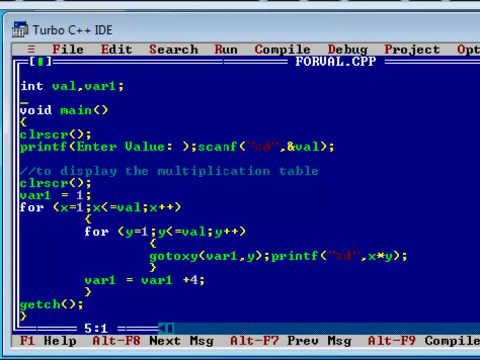 Turbo C++ IDE
≡ File Edit Search Run Compile Debug Project Opt
[■] FORVAL.CPP
int val,var1;
void main()
{
clrscr();
printf(Enter Value: );scanf("%d",&val);
//to display the multiplication table
clrscr();
var1 = 1;
for (x=1;x<=val;x++)
{
for (y=1;y<=val;y++)
{
gotoxy(var1,y);printf("%d",x*y);
}
var1 = var1 +4;
}
getch();
}
5:1
F1 Help Alt-F8 Next Msg Alt-F7 Prev Msg Alt-F9 Compile